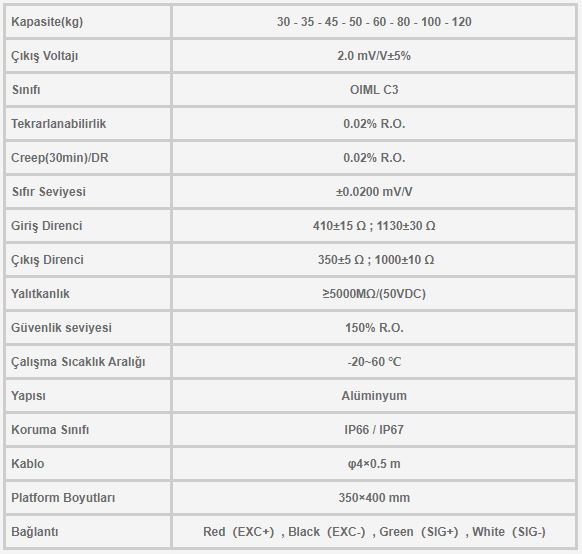 Kapasite(kg) 30 - 35 - 45 - 50 - 60 - 80 - 100 - 120
Çıkış Voltajı 2.0 mV/V±5%
Sınıfı OIML C3
Tekrarlanabilirlik 0.02% R.O.
Creep(30min)/DR 0.02% R.O.
Sıfır Seviyesi ±0.0200 mV/V
Giriş Direnci 410±15 Ω ; 1130±30 Ω
Çıkış Direnci 350±5 Ω ; 1000±10 Ω
Yalıtkanlık ≥5000MΩ/(50VDC)
Güvenlik seviyesi 150% R.O.
Çalışma Sıcaklık Aralığı -20~60 ℃
Yapısı Alüminyum
Koruma Sınıfı IP66 / IP67
Kablo φ4×0.5 m
Platform Boyutları 350×400 mm
Bağlantı Red（EXC+）, Black（EXC-）, Green（SIG+）, White（SIG-）